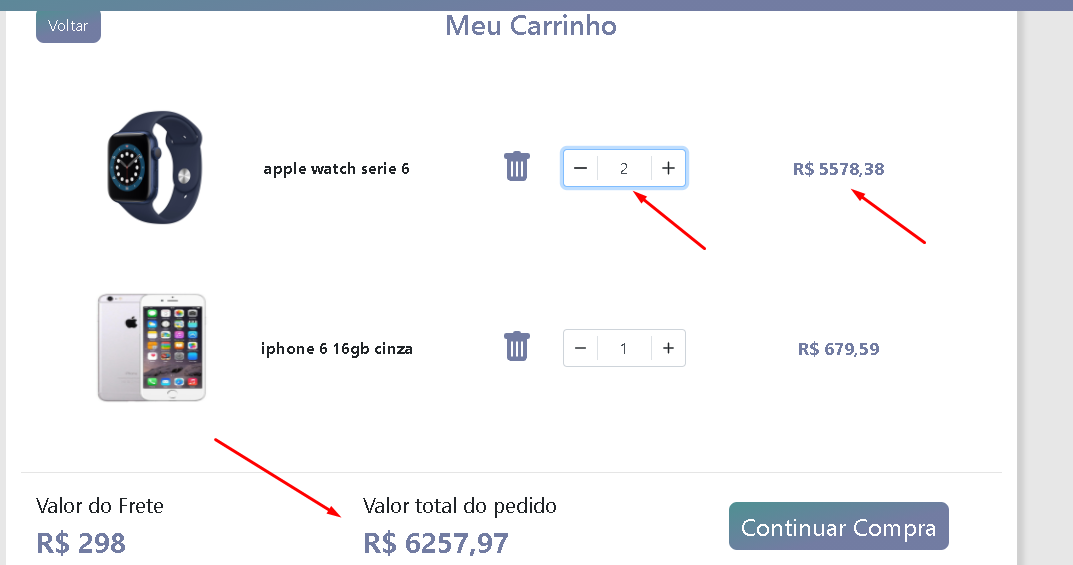 Voltar
Meu Carrinho
apple watch serie 6
2
R$ 5578,38
iphone 6 16gb cinza
1
R$ 679,59
Valor do Frete
Valor total do pedido
R$ 298
R$ 6257,97
Continuar Compra